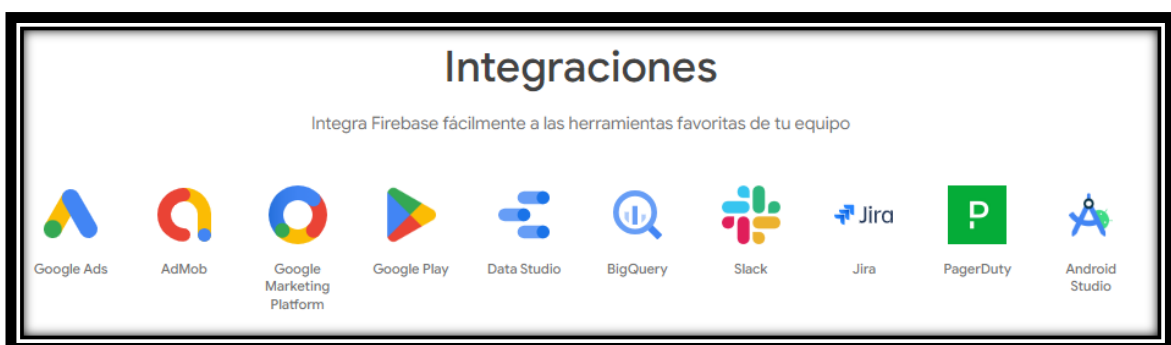 Integraciones
Integra Firebase fácilmente a las herramientas favoritas de tu equipo
Jira
P
Google Ads
AdMob
Google
Marketing
Platform
Google Play
Data Studio
BigQuery
Slack
Jira
PagerDuty
Android
Studio